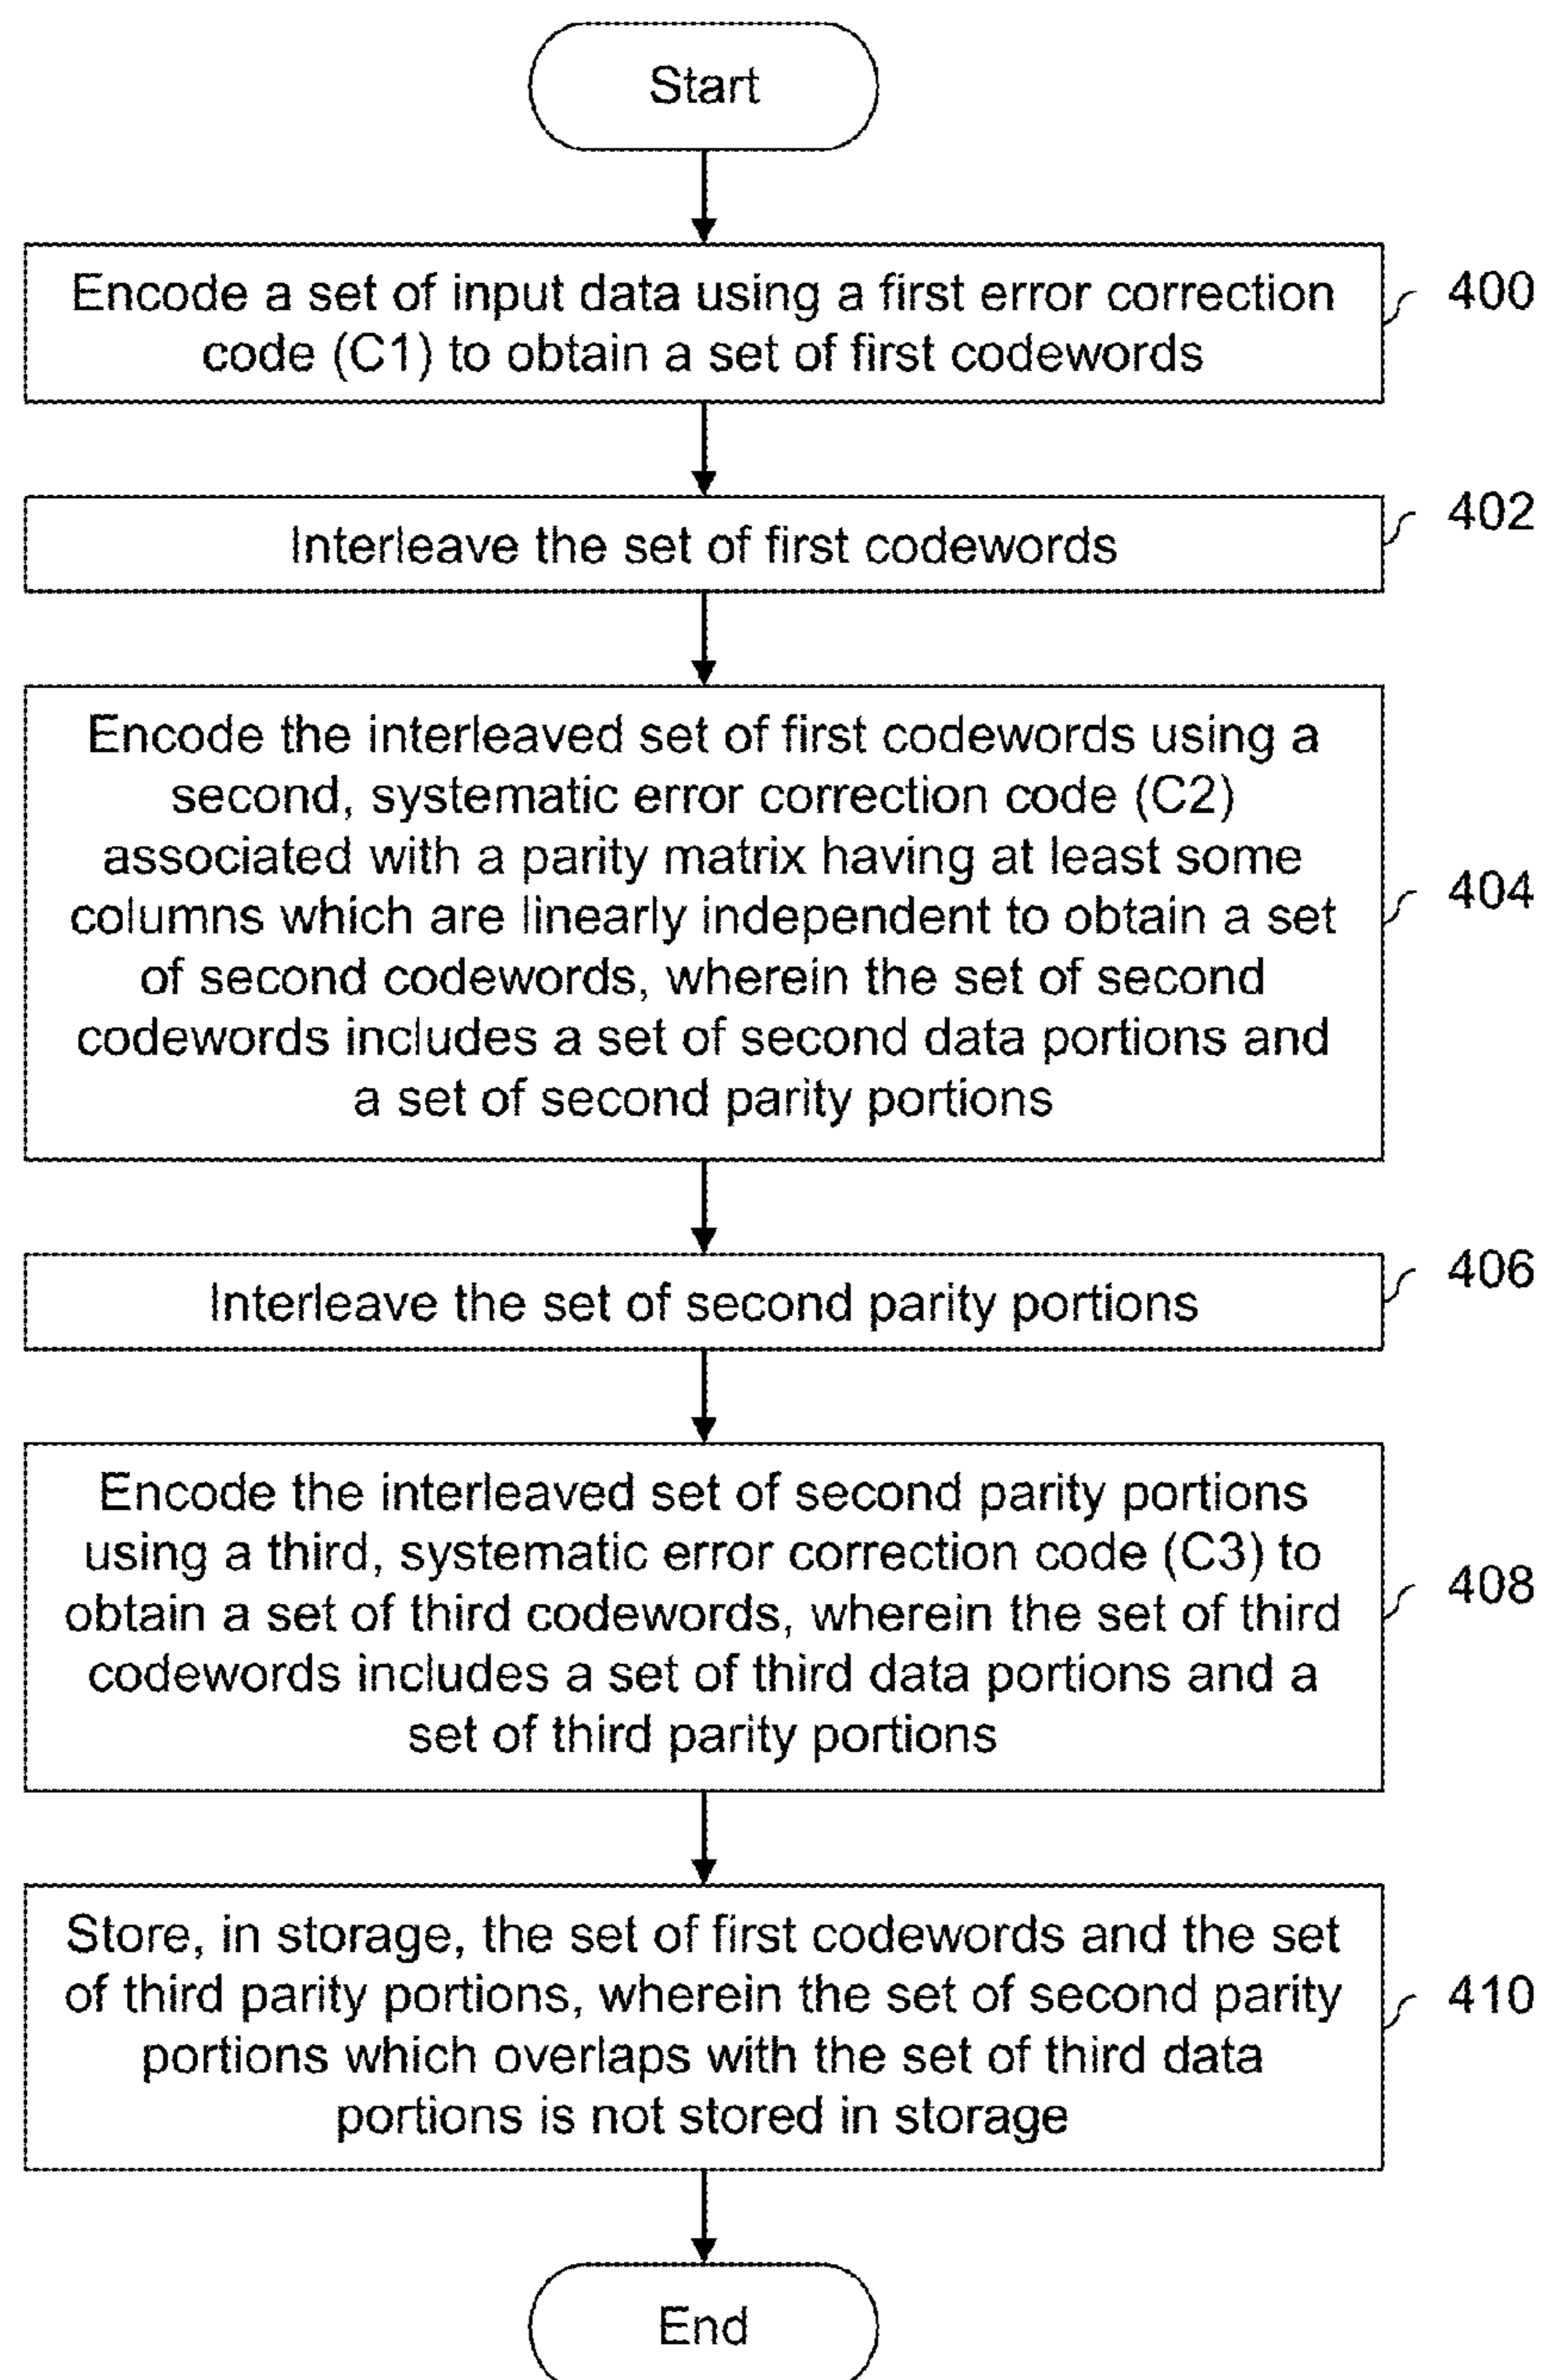 Start
Encode a set of input data using a first error correction
code (C1) to obtain a set of first codewords
400
Interleave the set of first codewords
402
Encode the interleaved set of first codewords using a
second, systematic error correction code (C2)
associated with a parity matrix having at least some
columns which are linearly independent to obtain a set
of second codewords, wherein the set of second
codewords includes a set of second data portions and
a set of second parity portions
404
Interleave the set of second parity portions
406
Encode the interleaved set of second parity portions
using a third, systematic error correction code (C3) to
obtain a set of third codewords, wherein the set of third
codewords includes a set of third data portions and a
set of third parity portions
408
Store, in storage, the set of first codewords and the set
of third parity portions, wherein the set of second parity
portions which overlaps with the set of third data
portions is not stored in storage
410
End